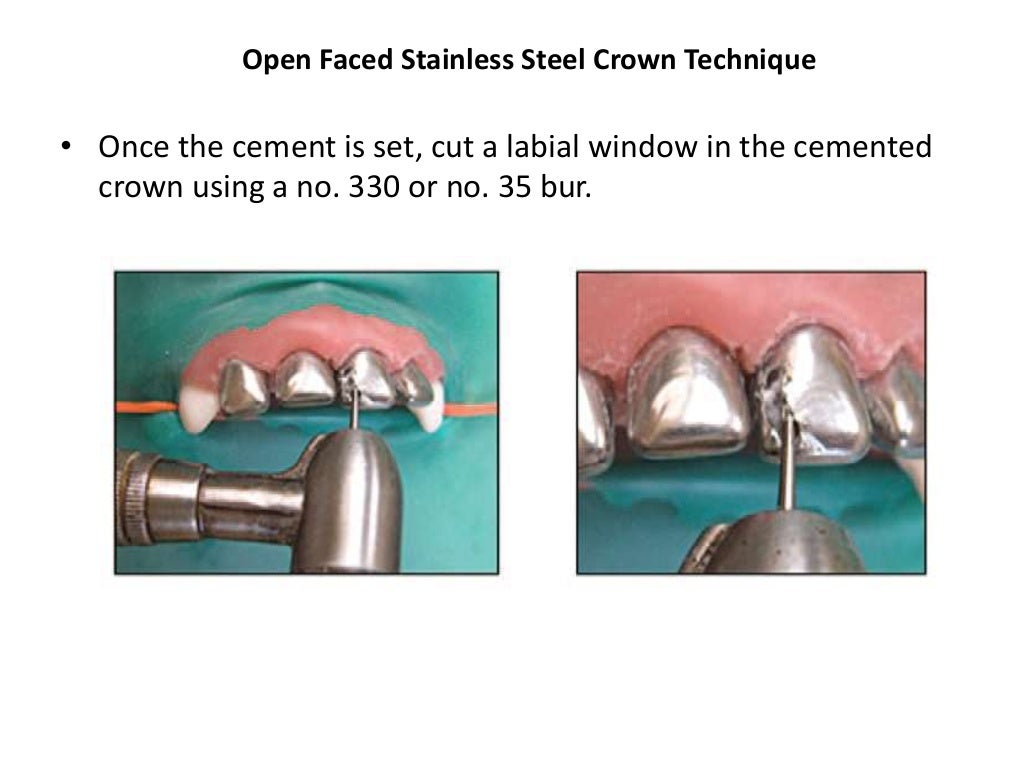 Open Faced Stainless Steel Crown Technique
• Once the cement is set, cut a labial window in the cemented
crown using a no. 330 or no. 35 bur.